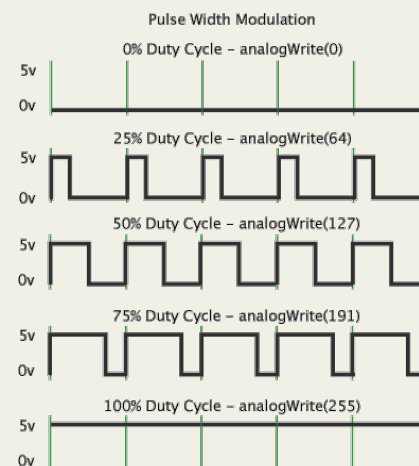 Pulse Width Modulation
0% Duty Cycle – analogWrite(0)
5v
0v
25% Duty Cycle – analogWrite(64)
5v
0v
50% Duty Cycle – analogWrite(127)
5v
0v
75% Duty Cycle – analogWrite(191)
5v
0v
100% Duty Cycle – analogWrite(255)
5v
0v